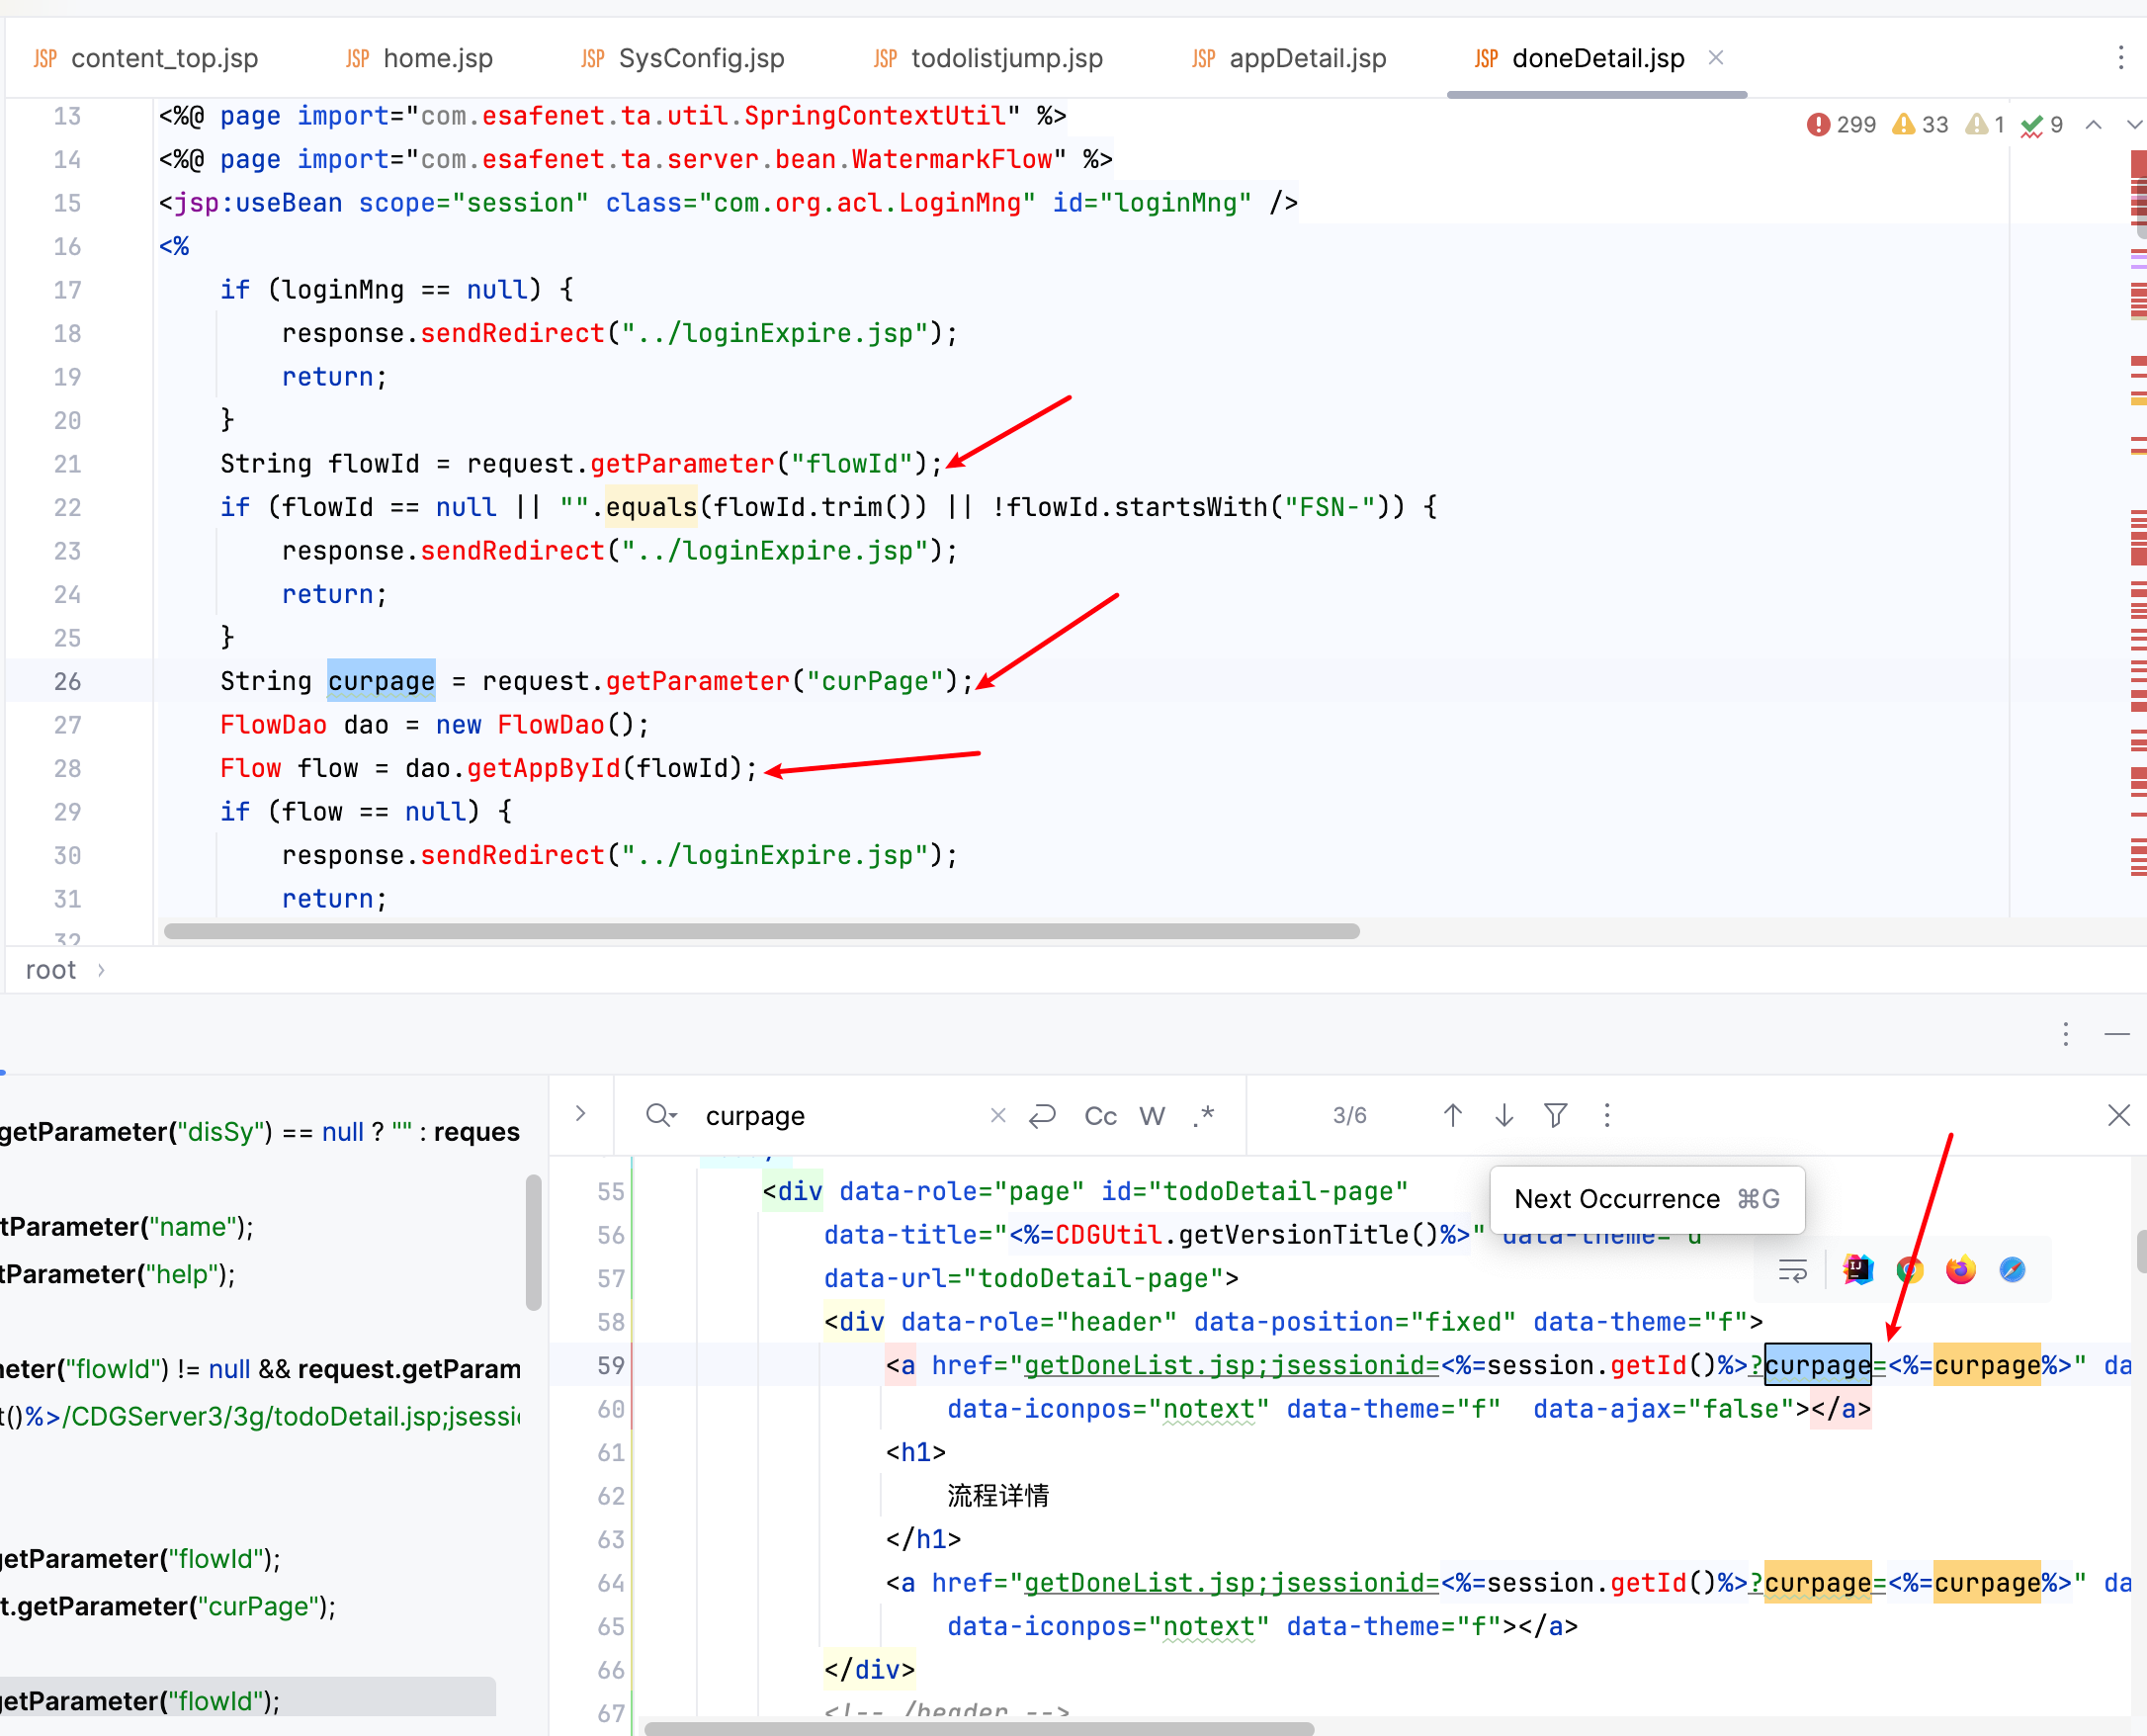 JSP content_top.jsp JSP home.jsp JSP SysConfig.jsp JSP todolistjump.jsp JSP appDetail.jsp JSP doneDetail.jsp
299 33 1 9
13 <%@ page import="com.esafenet.ta.util.SpringContextUtil" %>
14 <%@ page import="com.esafenet.ta.server.bean.WatermarkFlow" %>
15 <jsp:useBean scope="session" class="com.org.acl.LoginMng" id="loginMng" />
16 <%
17 if (loginMng == null) {
18 response.sendRedirect("../loginExpire.jsp");
19 return;
20 }
21 String flowId = request.getParameter("flowId");
22 if (flowId == null || "".equals(flowId.trim()) || !flowId.startsWith("FSN-")) {
23 response.sendRedirect("../loginExpire.jsp");
24 return;
25 }
26 String curpage = request.getParameter("curPage");
27 FlowDao dao = new FlowDao();
28 Flow flow = dao.getAppById(flowId);
29 if (flow == null) {
30 response.sendRedirect("../loginExpire.jsp");
31 return;
32
root ›
getParameter("disSy") == null ? "" : reques
tParameter("name");
tParameter("help");
neter("flowId") != null && request.getParam
t()%>/CDGServer3/3g/todoDetail.jsp;jsessi
getParameter("flowId");
t.getParameter("curPage");
getParameter("flowId");
curpage Cc W .* 3/6
Next Occurrence ⌘G
55 <div data-role="page" id="todoDetail-page"
56 data-title="<%=CDGUtil.getVersionTitle()%>" data-theme="d
57 data-url="todoDetail-page">
58 <div data-role="header" data-position="fixed" data-theme="f">
59 <a href="getDoneList.jsp;jsessionid=<%=session.getId()%>?curpage=<%=curpage%>" da
60 data-iconpos="notext" data-theme="f" data-ajax="false"></a>
61 <h1>
62 流程详情
63 </h1>
64 <a href="getDoneList.jsp;jsessionid=<%=session.getId()%>?curpage=<%=curpage%>" da
65 data-iconpos="notext" data-theme="f"></a>
66 </div>
67 <!-- /header -->